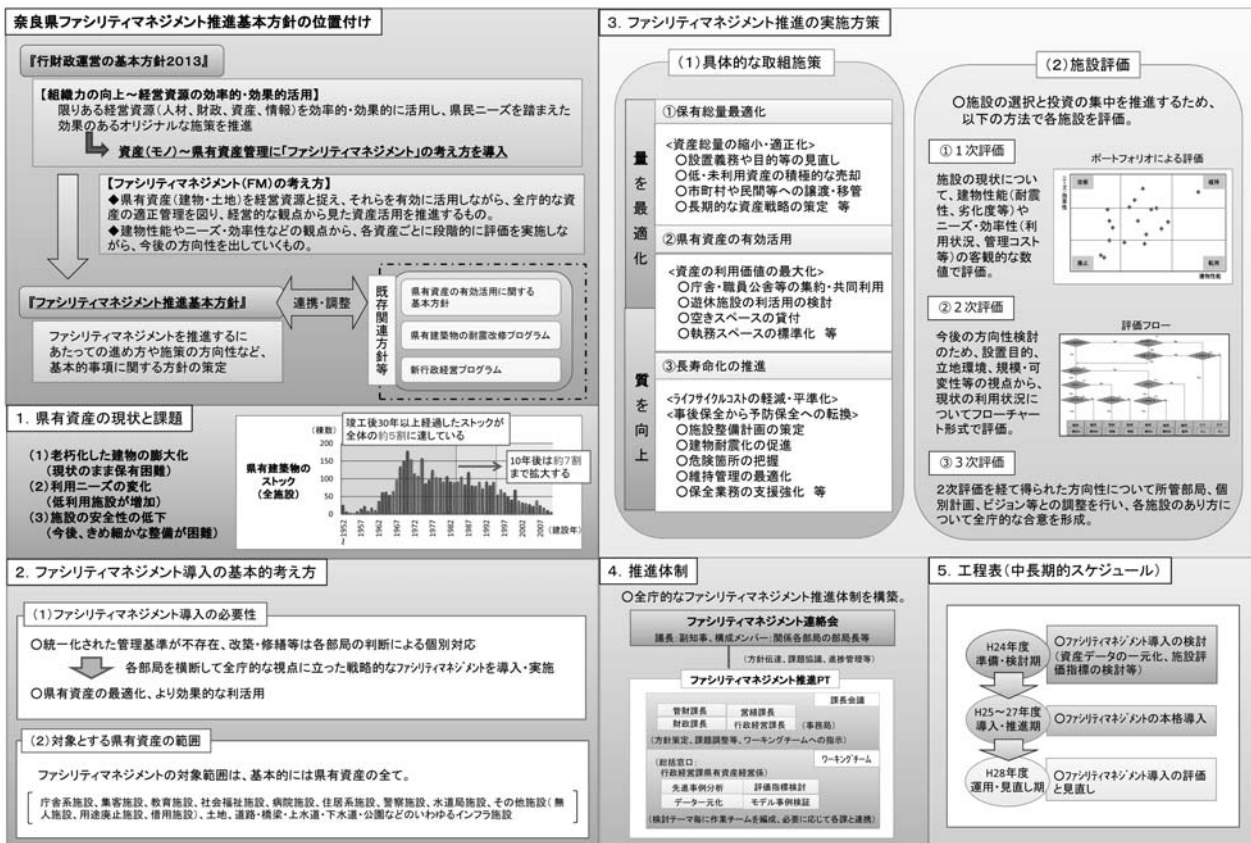 奈良県ファシリティマネジメント推進基本方針の位置付け
『行財政運営の基本方針2013』
【組織力の向上～経営資源の効率的・効果的活用】
限りある経営資源(人材、財政、資産、情報)を効率的・効果的に活用し、県民ニーズを踏まえた
効果のあるオリジナルな施策を推進
資産(モノ)～県有資産管理に「ファシリティマネジメント」の考え方を導入
【ファシリティマネジメント(FM)の考え方】
◆県有資産(建物・土地)を経営資源と捉え、それらを有効に活用しながら、全庁的な資
産の適正管理を図り、経営的な観点から見た資産活用を推進するもの。
◆建物性能やニーズ・効率性などの観点から、各資産ごとに段階的に評価を実施しな
がら、今後の方向性を出していくもの。
『ファシリティマネジメント推進基本方針』
ファシリティマネジメントを推進するに
あたっての進め方や施策の方向性など、
基本的事項に関する方針の策定
連携・調整
既存関連方針等
県有資産の有効活用に関する
基本方針
県有建築物の耐震改修プログラム
新行政経営プログラム
1. 県有資産の現状と課題
(1)老朽化した建物の膨大化
(現状のまま保有困難)
(2)利用ニーズの変化
(低利用施設が増加)
(3)施設の安全性の低下
(今後、きめ細かな整備が困難)
県有建築物の
ストック
(全施設)
(棟数)
200
150
100
50
0
竣工後30年以上経過したストックが
全体の約5割に達している
10年後は約7割
まで拡大する
～1952
1957
1962
1967
1972
1977
1982
1987
1992
1997
2002
2007
(建設年)
2. ファシリティマネジメント導入の基本的考え方
(1)ファシリティマネジメント導入の必要性
○統一化された管理基準が不存在、改築・修繕等は各部局の判断による個別対応
各部局を横断して全庁的な視点に立った戦略的なファシリティマネジメントを導入・実施
○県有資産の最適化、より効果的な利活用
(2)対象とする県有資産の範囲
ファシリティマネジメントの対象範囲は、基本的には県有資産の全て。
庁舎系施設、集客施設、教育施設、社会福祉施設、病院施設、住居系施設、警察施設、水道局施設、その他施設(無
人施設、用途廃止施設、借用施設)、土地、道路・橋梁・上水道・下水道・公園などのいわゆるインフラ施設
3. ファシリティマネジメント推進の実施方策
(1)具体的な取組施策
量を最適化
質を向上
①保有総量最適化
<資産総量の縮小・適正化>
○設置義務や目的等の見直し
○低・未利用資産の積極的な売却
○市町村や民間等への譲渡・移管
○長期的な資産戦略の策定 等
②県有資産の有効活用
<資産の利用価値の最大化>
○庁舎・職員公舎等の集約・共同利用
○遊休施設の利活用の検討
○空きスペースの貸付
○執務スペースの標準化 等
③長寿命化の推進
<ライフサイクルコストの軽減・平準化>
<事後保全から予防保全への転換>
○施設整備計画の策定
○建物耐震化の促進
○危険箇所の把握
○維持管理の最適化
○保全業務の支援強化 等
(2)施設評価
○施設の選択と投資の集中を推進するため、
以下の方法で各施設を評価。
①1次評価
施設の現状につい
て、建物性能(耐震
性、劣化度等)や
ニーズ・効率性(利
用状況、管理コスト
等)の客観的な数
値で評価。
ポートフォリオによる評価
ニーズ・効率性
改修
維持
廃止
転用
建物性能
②2次評価
今後の方向性検討
のため、設置目的、
立地環境、規模・可
変性等の視点から、
現状の利用状況に
ついてフローチャー
ト形式で評価。
評価フロー
③3次評価
2次評価を経て得られた方向性について所管部局、個
別計画、ビジョン等との調整を行い、各施設のあり方に
ついて全庁的な合意を形成。
4. 推進体制
○全庁的なファシリティマネジメント推進体制を構築。
ファシリティマネジメント連絡会
議長:副知事、構成メンバー:関係各部局の部局長等
(方針伝達、課題協議、進捗管理等)
ファシリティマネジメント推進PT
課長会議
管財課長
営繕課長
財政課長
行政経営課長
(事務局)
(方針策定、課題調整等、ワーキングチームへの指示)
ワーキングチーム
(総括窓口:
行政経営課県有資産経営係)
先進事例分析
評価指標検討
データ一元化
モデル事例検証
(検討テーマ毎に作業チームを編成、必要に応じて各課と連携)
5. 工程表(中長期的スケジュール)
H24年度
準備・検討期
○ファシリティマネジメント導入の検討
(資産データの一元化、施設評
価指標の検討等)
H25～27年度
導入・推進期
○ファシリティマネジメントの本格導入
H28年度
運用・見直し期
○ファシリティマネジメント導入の評価
と見直し